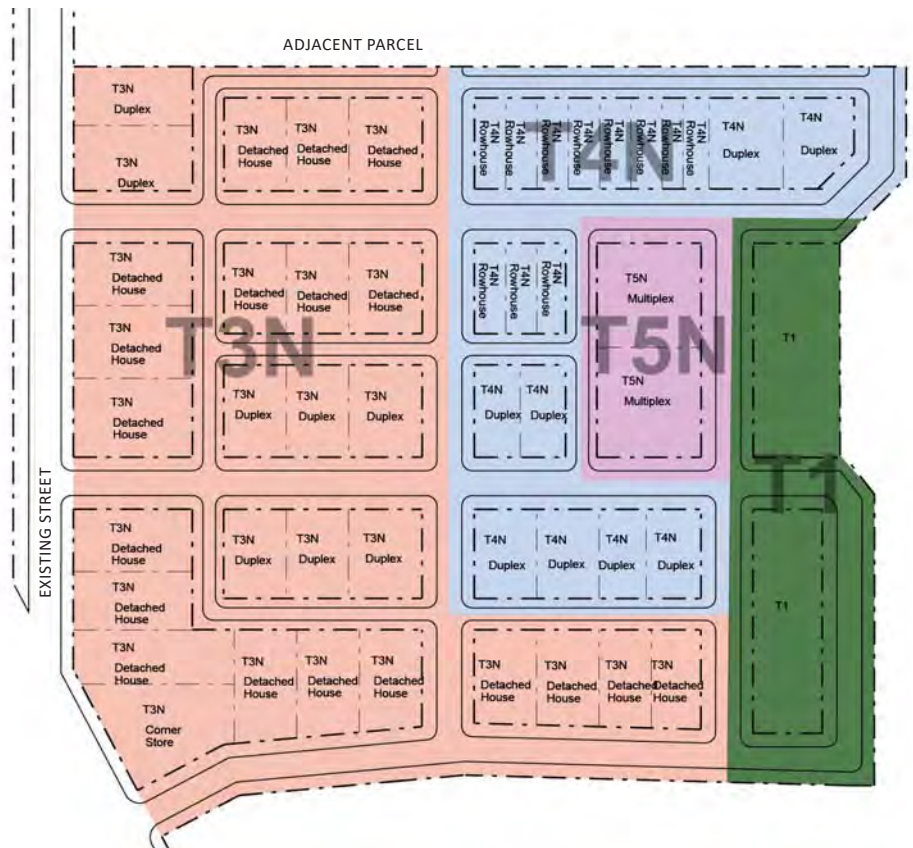 ADJACENT PARCEL
EXISTING STREET
T3N
Duplex
T3N
Duplex
T3N
Detached
House
T3N
Detached
House
T3N
Detached
House
T4N
Rowhouse
T4N
Rowhouse
T4N
Rowhouse
T4N
Rowhouse
T4N
Rowhouse
T4N
Rowhouse
T4N
Rowhouse
T4N
Rowhouse
T4N
Duplex
T4N
Duplex
T4N
T3N
Detached
House
T3N
Detached
House
T3N
Detached
House
T3N
Detached
House
T3N
Detached
House
T3N
Detached
House
T3N
T4N
Rowhouse
T4N
Rowhouse
T4N
Rowhouse
T5N
Multiplex
T5N
Multiplex
T5N
T1
T1
T3N
Duplex
T3N
Duplex
T3N
Duplex
T4N
Duplex
T4N
Duplex
T3N
Detached
House
T3N
Detached
House
T3N
Detached
House
T3N
Corner
Store
T3N
Duplex
T3N
Duplex
T3N
Duplex
T4N
Duplex
T4N
Duplex
T4N
Duplex
T4N
Duplex
T1
T3N
Detached
House
T3N
Detached
House
T3N
Detached
House
T3N
Detached
House
T3N
Detached
House
T3N
Detached
House
T3N
Detached
House